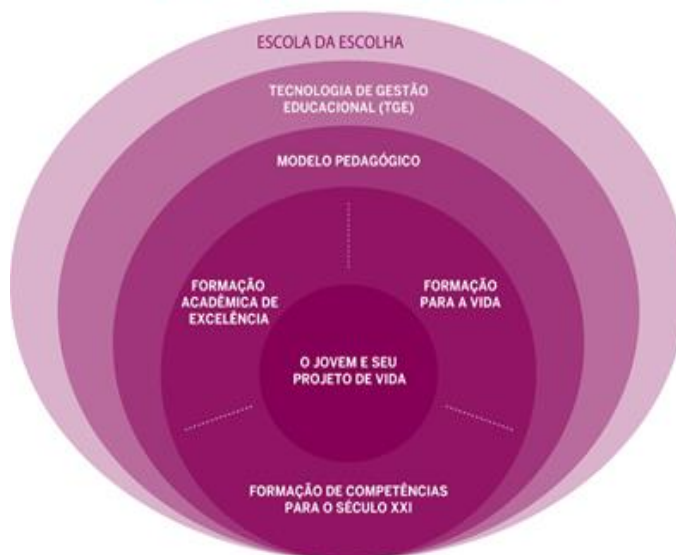 ESCOLA DA ESCOLHA
TECNOLOGIA DE GESTÃO
EDUCACIONAL (TGE)
MODELO PEDAGÓGICO
FORMAÇÃO
ACADÊMICA DE
EXCELÊNCIA
FORMAÇÃO
PARA A VIDA
O JOVEM E SEU
PROJETO DE VIDA
FORMAÇÃO DE COMPETÊNCIAS
PARA O SÉCULO XXI